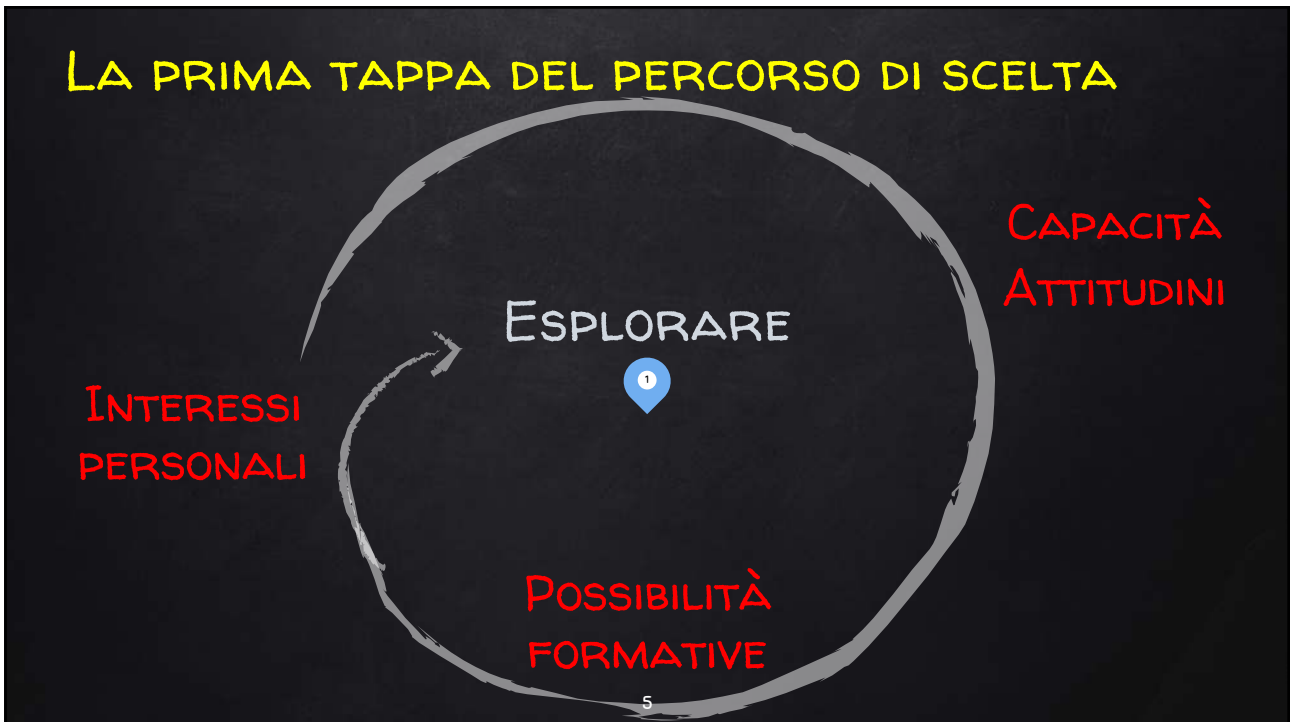 La prima tappa del percorso di scelta
Capacità
Attitudini
Esplorare
1
Interessi
personali
Possibilità
formative
5